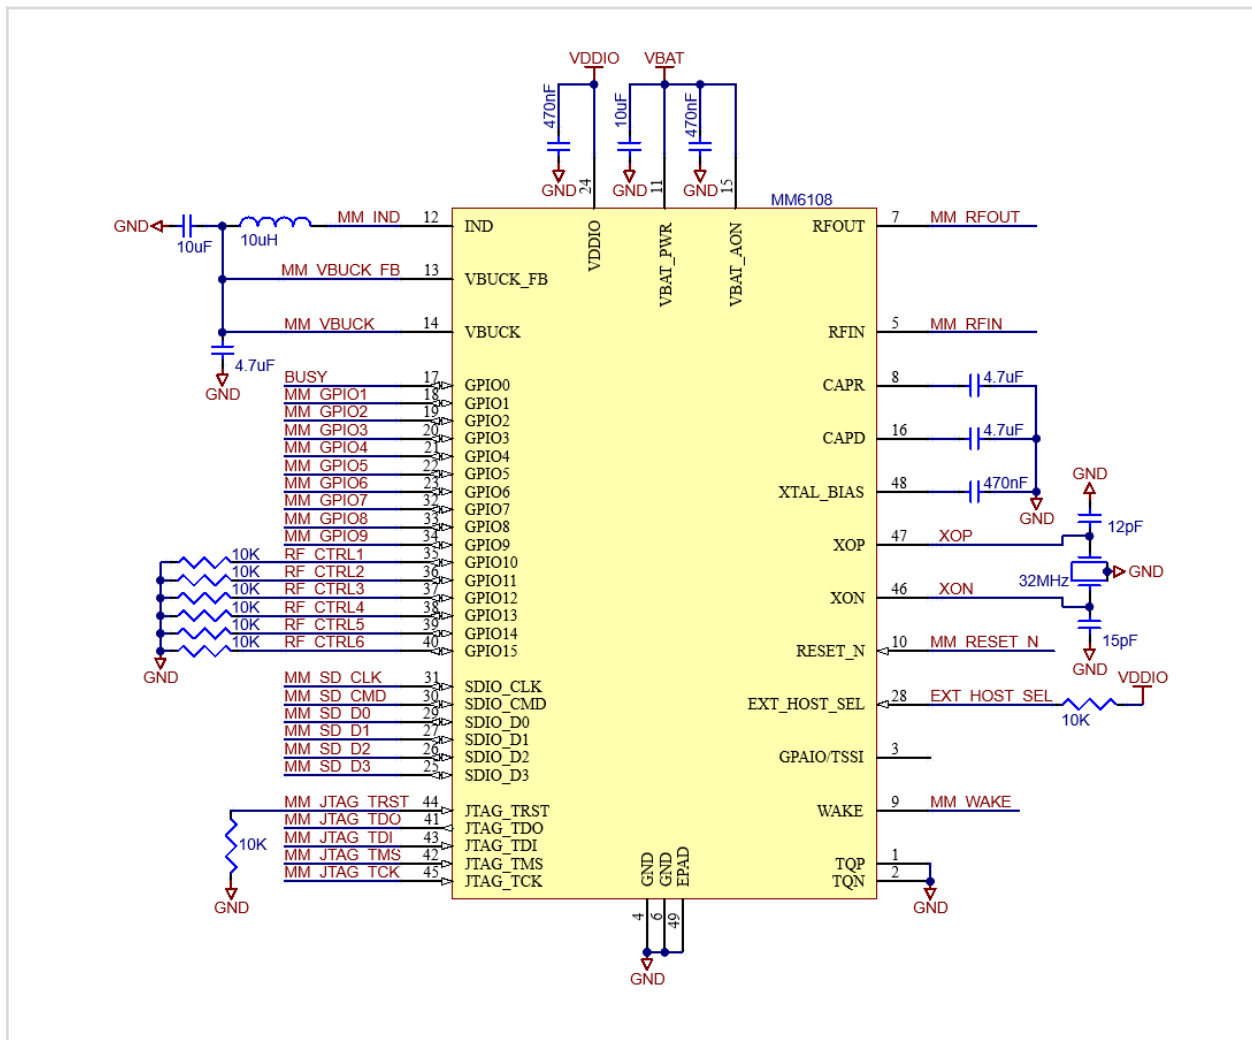 VDDIO VBAT
470nF 10uF 470nF
GND GND GND
24 11 15
MM6108
GND 10uF 10uH MM_IND 12 IND VDDIO VBAT_PWR VBAT_AON RFOUT 7 MM_RFOUT
MM_VBUCK_FB 13 VBUCK_FB
MM_VBUCK 14 VBUCK RFIN 5 MM_RFIN
4.7uF
GND
BUSY 17 GPIO0 CAPR 8 4.7uF
MM_GPIO1 18 GPIO1
MM_GPIO2 19 GPIO2
MM_GPIO3 20 GPIO3 CAPD 16 4.7uF
MM_GPIO4 21 GPIO4
MM_GPIO5 22 GPIO5
MM_GPIO6 23 GPIO6 XTAL_BIAS 48 470nF GND
MM_GPIO7 32 GPIO7 GND
MM_GPIO8 33 GPIO8 12pF
MM_GPIO9 34 GPIO9 XOP 47 XOP
10K RF_CTRL1 35 GPIO10
10K RF_CTRL2 36 GPIO11 32MHz GND
10K RF_CTRL3 37 GPIO12 XON 46 XON
10K RF_CTRL4 38 GPIO13
10K RF_CTRL5 39 GPIO14 15pF
10K RF_CTRL6 40 GPIO15 RESET_N 10 MM_RESET_N
GND GND
MM_SD_CLK 31 SDIO_CLK VDDIO
MM_SD_CMD 30 SDIO_CMD EXT_HOST_SEL 28 EXT_HOST_SEL 10K
MM_SD_D0 29 SDIO_D0
MM_SD_D1 27 SDIO_D1
MM_SD_D2 26 SDIO_D2 GPAIO/TSSI 3
MM_SD_D3 25 SDIO_D3
MM_JTAG_TRST 44 JTAG_TRST WAKE 9 MM_WAKE
MM_JTAG_TDO 41 JTAG_TDO
10K MM_JTAG_TDI 43 JTAG_TDI
MM_JTAG_TMS 42 JTAG_TMS TQP 1
MM_JTAG_TCK 45 JTAG_TCK TQN 2
GND GND GND EPAD GND
4 6 49
GND